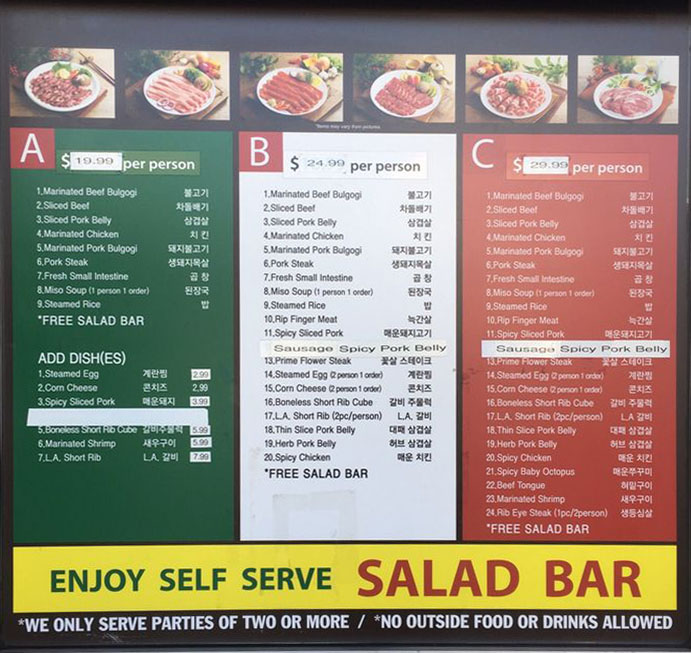 *Items may vary from pictures
A
$ 19.99 per person
1.Marinated Beef Bulgogi 불고기
2.Sliced Beef 차돌배기
3.Sliced Pork Belly 삼겹살
4.Marinated Chicken 치 킨
5.Marinated Pork Bulgogi 돼지불고기
6.Pork Steak 생돼지목살
7.Fresh Small Intestine 곱 창
8.Miso Soup (1 person 1 order) 된장국
9.Steamed Rice 밥
*FREE SALAD BAR
ADD DISH(ES)
1.Steamed Egg 계란찜 2.99
2.Corn Cheese 콘치즈 2.99
3.Spicy Sliced Pork 매운돼지 3.99
5.Boneless Short Rib Cube 갈비주물럭 5.99
6.Marinated Shrimp 새우구이 5.99
7.L.A. Short Rib L.A. 갈비 7.99
B
$ 24.99 per person
1.Marinated Beef Bulgogi 불고기
2.Sliced Beef 차돌배기
3.Sliced Pork Belly 삼겹살
4.Marinated Chicken 치 킨
5.Marinated Pork Bulgogi 돼지불고기
6.Pork Steak 생돼지목살
7.Fresh Small Intestine 곱 창
8.Miso Soup (1 person 1 order) 된장국
9.Steamed Rice 밥
10.Rip Finger Meat 늑간살
11.Spicy Sliced Pork 매운돼지고기
Sausage Spicy Pork Belly
13.Prime Flower Steak 꽃살 스테이크
14.Steamed Egg (2 person 1 order) 계란찜
15.Corn Cheese (2 person 1 order) 콘치즈
16.Boneless Short Rib Cube 갈비주물럭
17.L.A. Short Rib (2pc/person) L.A. 갈비
18.Thin Slice Pork Belly 대패 삼겹살
19.Herb Pork Belly 허브 삼겹살
20.Spicy Chicken 매운 치킨
*FREE SALAD BAR
C
$ 29.99 per person
1.Marinated Beef Bulgogi 불고기
2.Sliced Beef 차돌배기
3.Sliced Pork Belly 삼겹살
4.Marinated Chicken 치 킨
5.Marinated Pork Bulgogi 돼지불고기
6.Pork Steak 생돼지목살
7.Fresh Small Intestine 곱 창
8.Miso Soup (1 person 1 order) 된장국
9.Steamed Rice 밥
10.Rip Finger Meat 늑간살
11.Spicy Sliced Pork 매운돼지고기
Sausage Spicy Pork Belly
13.Prime Flower Steak 꽃살 스테이크
14.Steamed Egg (2 person 1 order) 계란찜
15.Corn Cheese (2 person 1 order) 콘치즈
16.Boneless Short Rib Cube 갈비주물럭
17.L.A. Short Rib (2pc/person) L.A. 갈비
18.Thin Slice Pork Belly 대패 삼겹살
19.Herb Pork Belly 허브 삼겹살
20.Spicy Chicken 매운 치킨
21.Spicy Baby Octopus 매운쭈꾸미
22.Beef Tongue 혀밑구이
23.Marinated Shrimp 새우구이
24.Rib Eye Steak (1pc/2person) 생등심살
*FREE SALAD BAR
ENJOY SELF SERVE SALAD BAR
*WE ONLY SERVE PARTIES OF TWO OR MORE / *NO OUTSIDE FOOD OR DRINKS ALLOWED